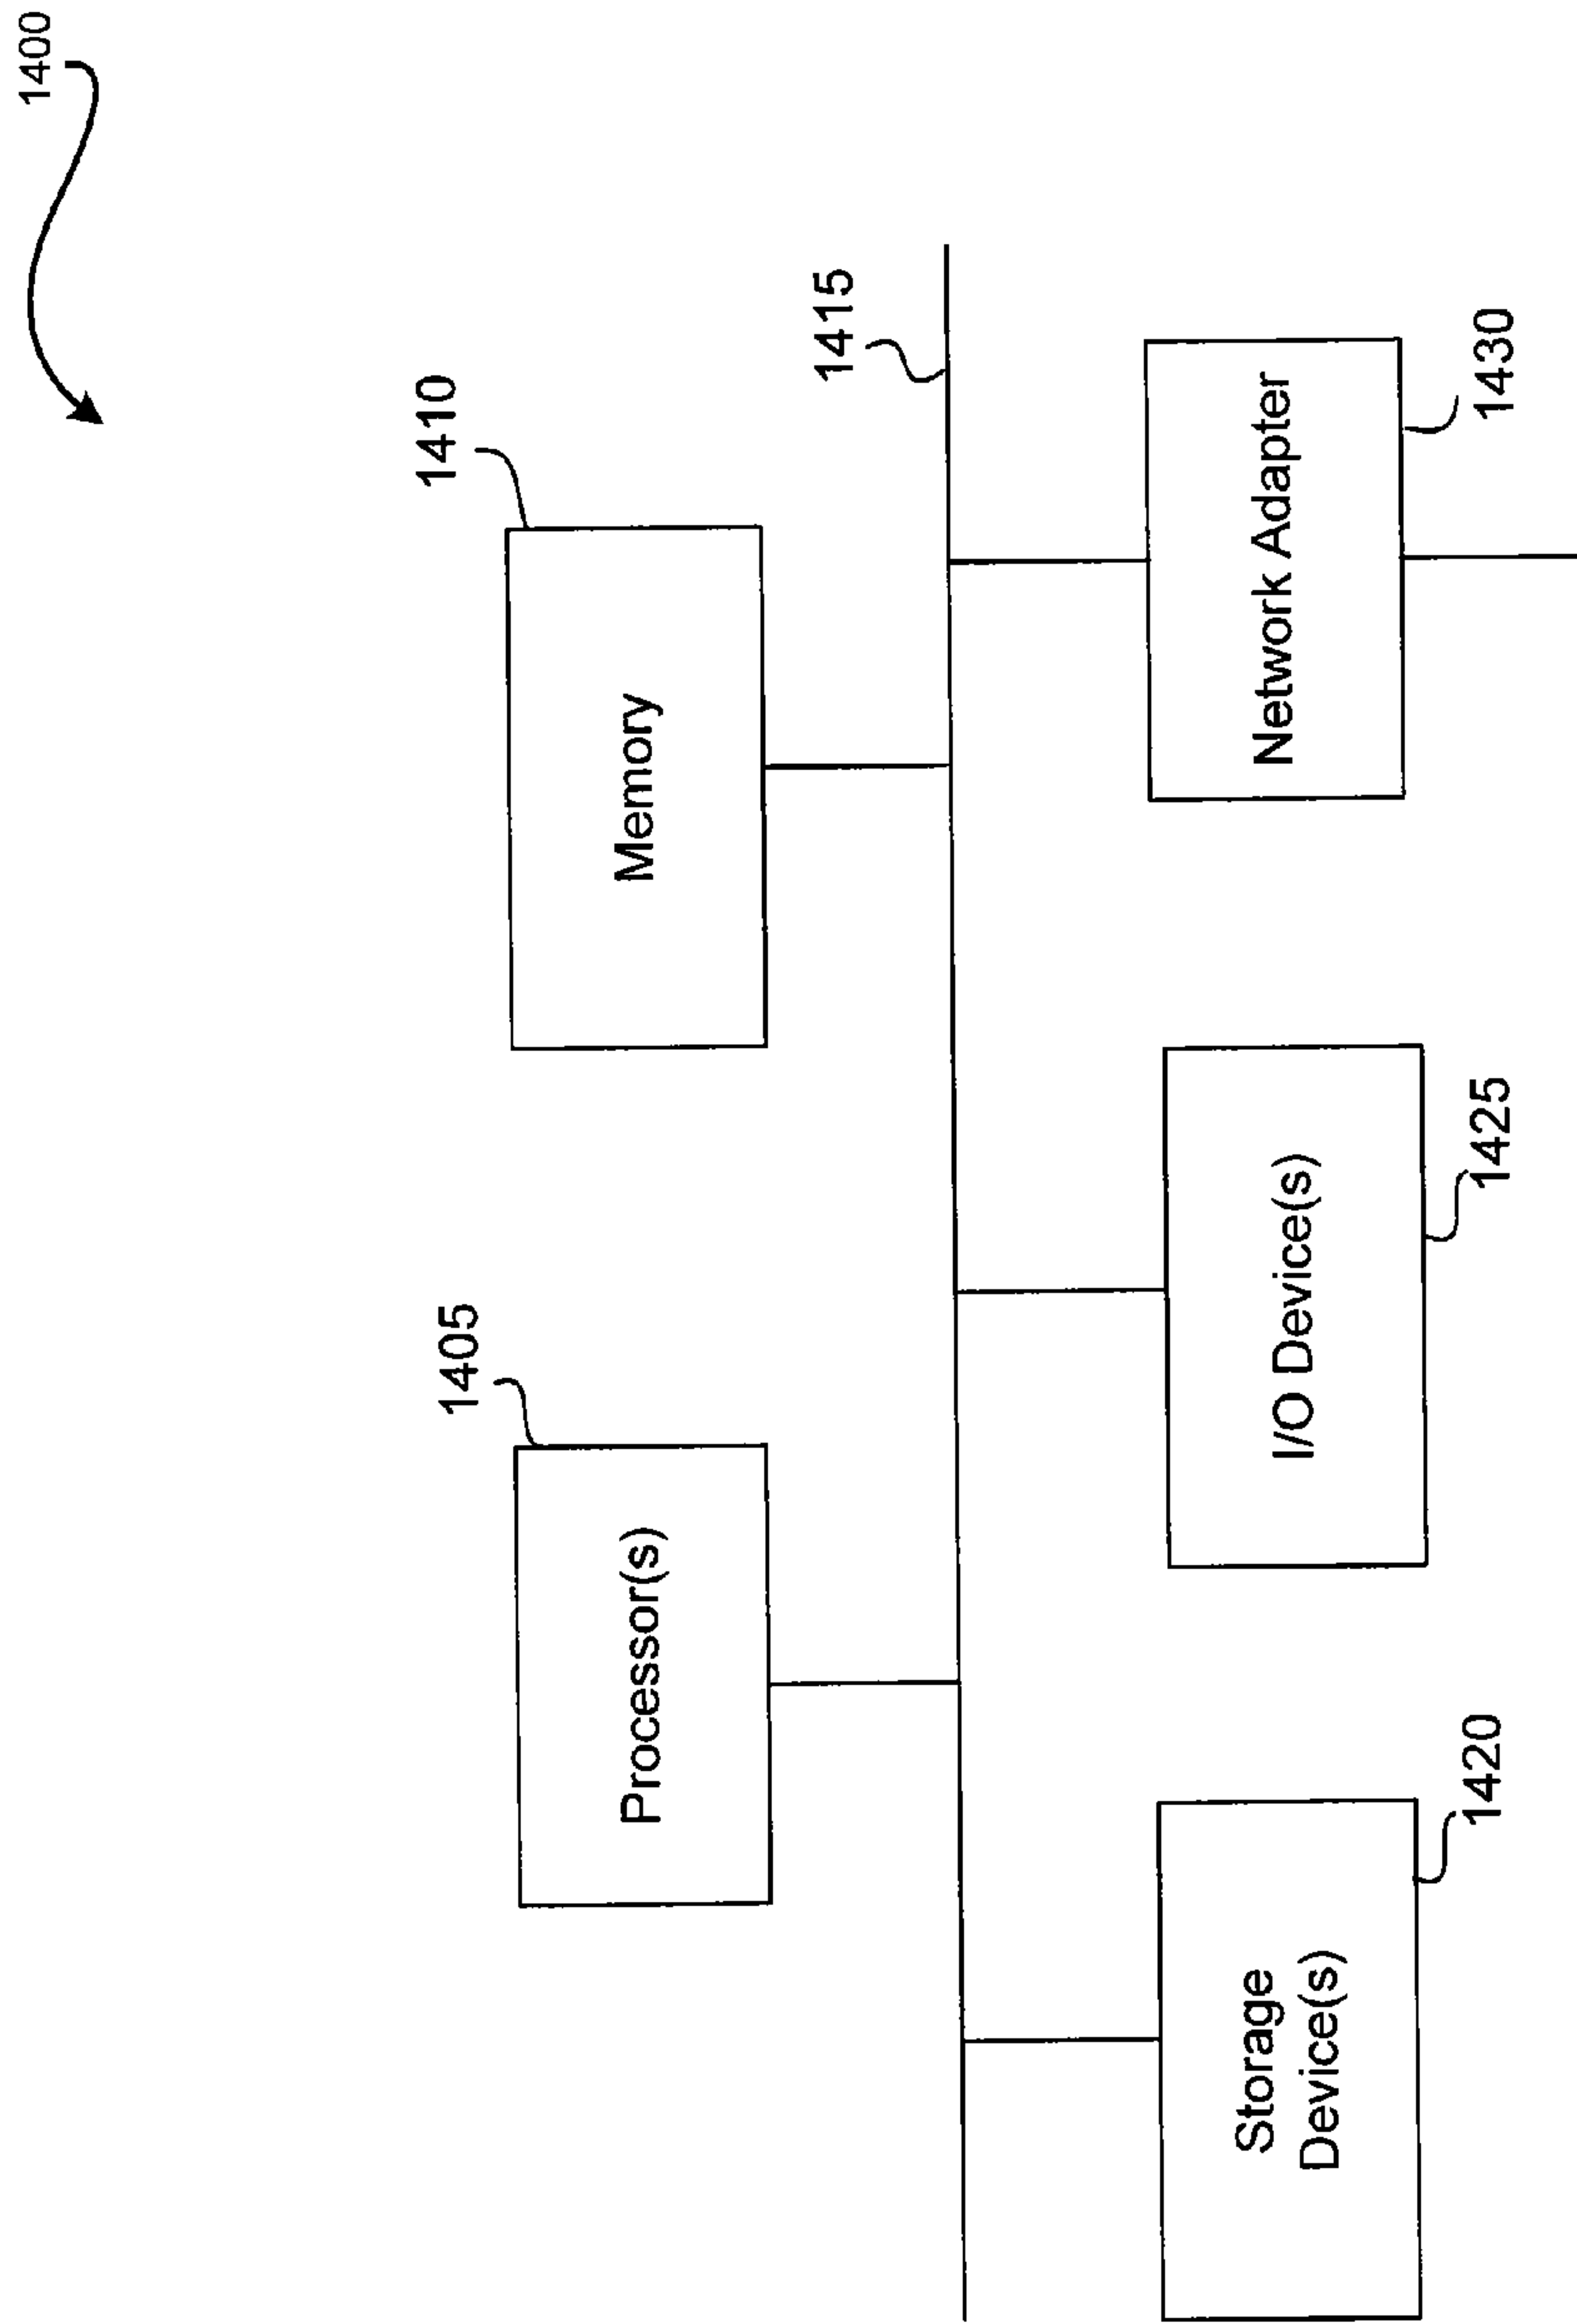 1400
1405
1410
Processor(s)
Memory
1415
Storage
Device(s)
I/O Device(s)
Network Adapter
1420
1425
1430